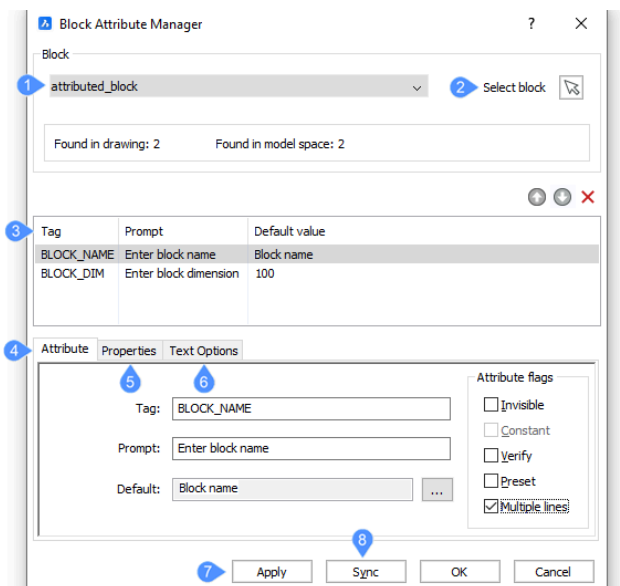 Block Attribute Manager ?
Block
1 attributed_block 2 Select block
Found in drawing: 2 Found in model space: 2
3 Tag Prompt Default value
BLOCK_NAME Enter block name Block name
BLOCK_DIM Enter block dimension 100
4 Attribute Properties Text Options
5 6 Attribute flags
Tag: BLOCK_NAME Invisible
Constant
Prompt: Enter block name Verify
Default: Block name ... Preset
Multiple lines
8
7 Apply Sync OK Cancel